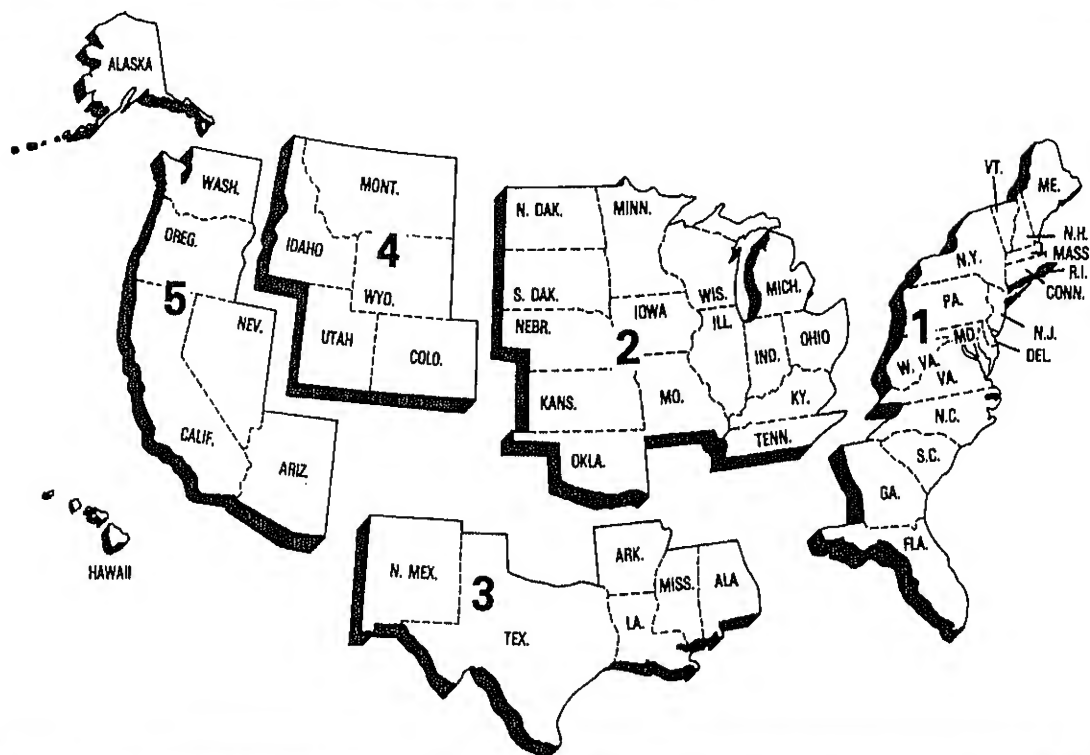 ALASKA
WASH.
OREG.
5
NEV.
CALIF.
ARIZ.
HAWAII
MONT.
IDAHO
4
WYO.
UTAH
COLO.
N. DAK.
MINN.
S. DAK.
WIS.
MICH.
NEBR.
IOWA
2
ILL.
IND.
OHIO
KANS.
MO.
KY.
TENN.
OKLA.
N. MEX.
3
TEX.
ARK.
LA.
MISS.
ALA
VT.
ME.
N.H.
MASS
R.I.
CONN.
N.Y.
PA.
1
N.J.
MD.
DEL
W. VA.
VA.
N.C.
S.C.
GA.
FLA.